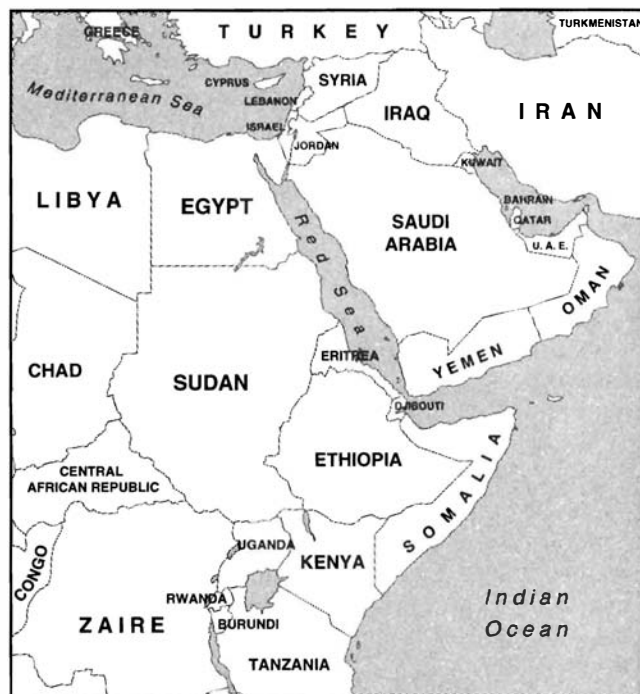 TURKMENISTAN
GREECE
TURKEY
CYPRUS
SYRIA
Mediterranean Sea
LEBANON
IRAQ
IRAN
ISRAEL
JORDAN
KUWAIT
LIBYA
EGYPT
BAHRAIN
QATAR
SAUDI
ARABIA
U.A.E.
Red Sea
OMAN
ERITREA
YEMEN
CHAD
SUDAN
DJIBOUTI
ETHIOPIA
CENTRAL
AFRICAN REPUBLIC
SOMALIA
UGANDA
KENYA
CONGO
RWANDA
Indian
Ocean
ZAIRE
BURUNDI
TANZANIA